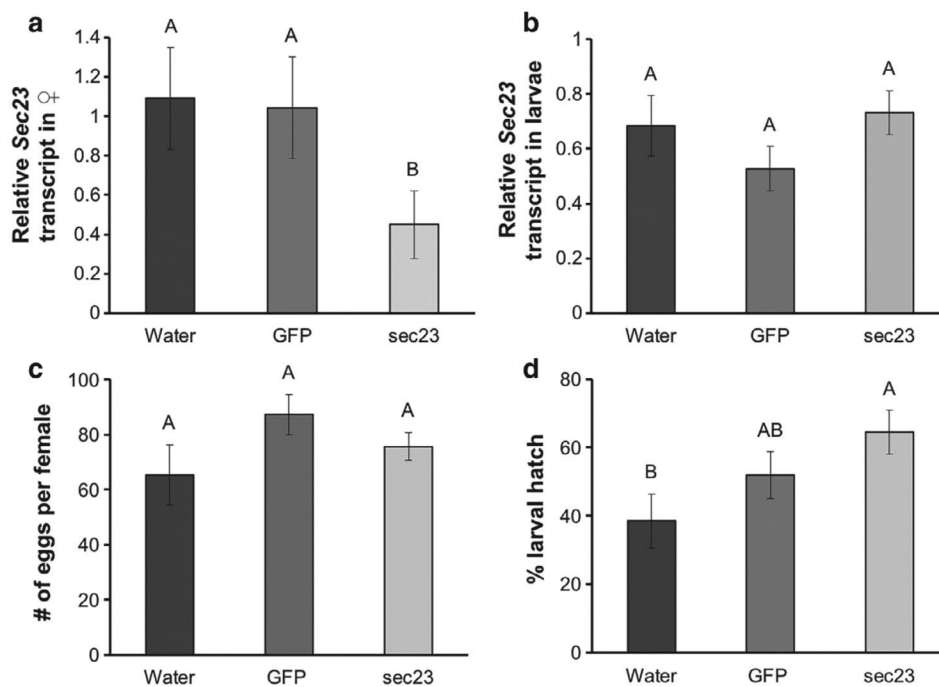 a
Relative Sec23
transcript in ♀
1.4
1.2
1
0.8
0.6
0.4
0.2
0
A
A
B
Water
GFP
sec23
b
Relative Sec23
transcript in larvae
1
0.8
0.6
0.4
0.2
0
A
A
A
Water
GFP
sec23
c
# of eggs per female
100
80
60
40
20
0
A
A
A
Water
GFP
sec23
d
% larval hatch
80
60
40
20
0
B
AB
A
Water
GFP
sec23